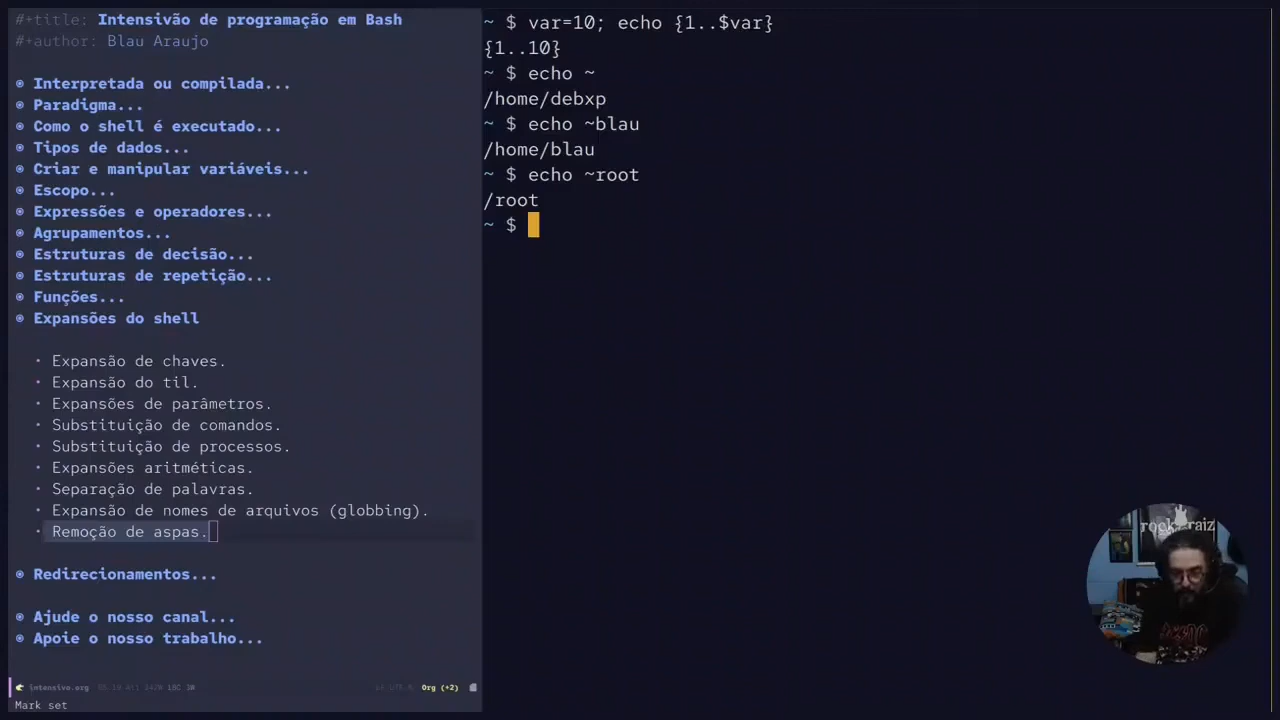 #+title: Intensivão de programação em Bash
#+author: Blau Araujo
Interpretada ou compilada...
Paradigma...
Como o shell é executado...
Tipos de dados...
Criar e manipular variáveis...
Escopo...
Expressões e operadores...
Agrupamentos...
Estruturas de decisão...
Estruturas de repetição...
Funções...
Expansões do shell
• Expansão de chaves.
• Expansão do til.
• Expansões de parâmetros.
• Substituição de comandos.
• Substituição de processos.
• Expansões aritméticas.
• Separação de palavras.
• Expansão de nomes de arquivos (globbing).
• Remoção de aspas.
Redirecionamentos...
Ajude o nosso canal...
Apoie o nosso trabalho...
intensivo.org
Org (+2)
Mark set
~ $ var=10; echo {1..$var}
{1..10}
~ $ echo ~
/home/debxp
~ $ echo ~blau
/home/blau
~ $ echo ~root
/root
~ $